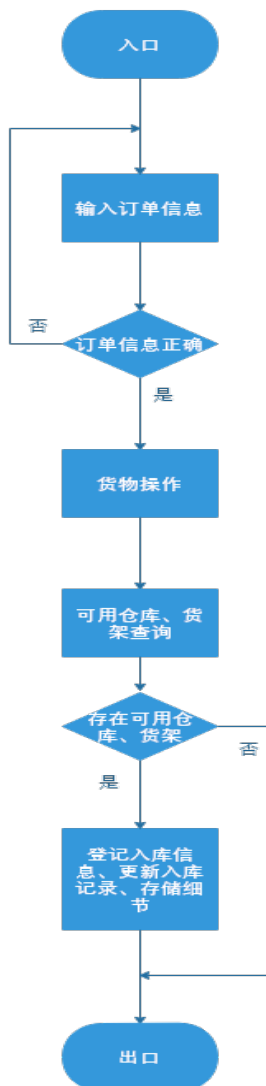 入口
输入订单信息
订单信息正确
否
是
货物操作
可用仓库、货
架查询
存在可用仓
库、货架
否
是
登记入库信
息、更新入库
记录、存储细
节
出口